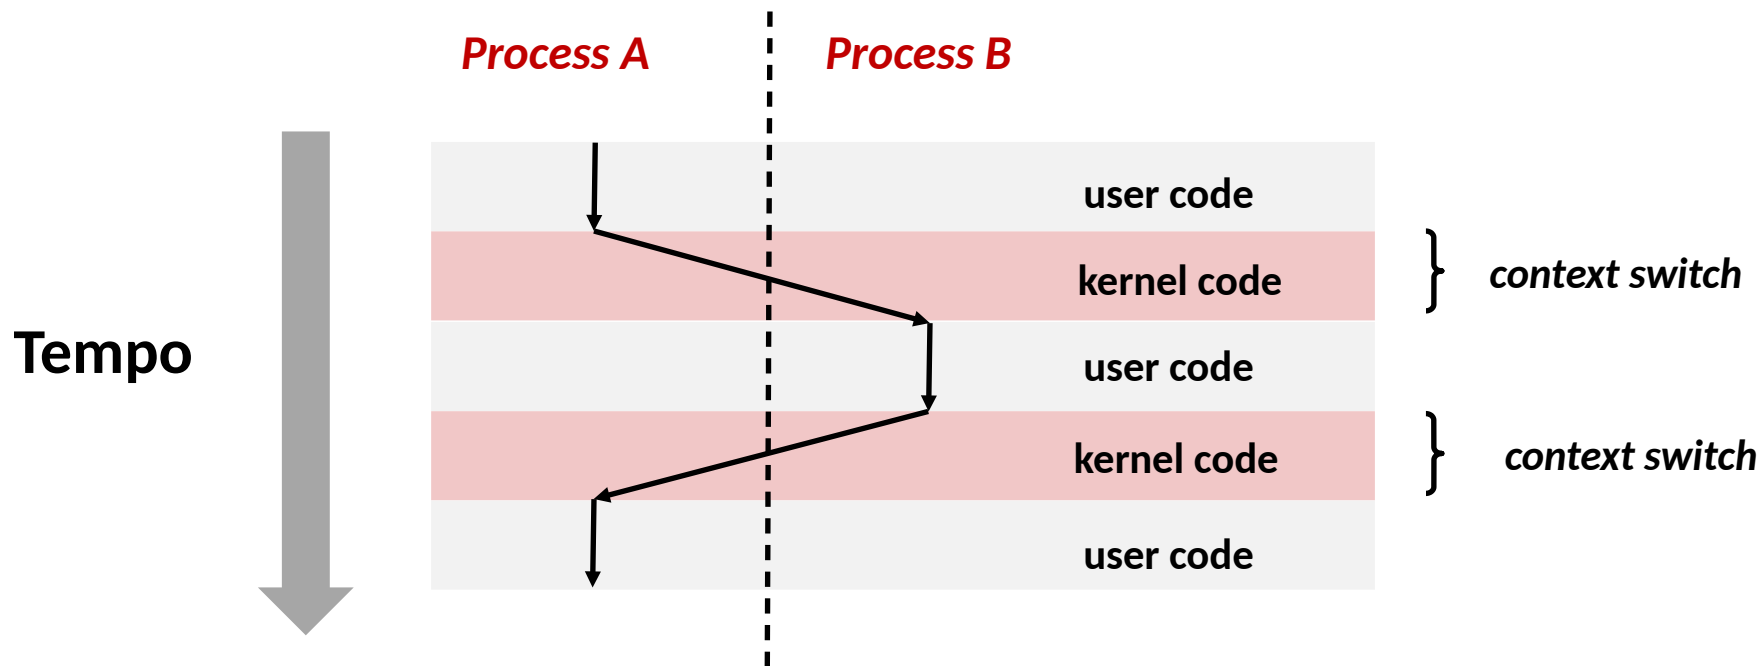 Process A
Process B
user code
kernel code
context switch
Tempo
user code
kernel code
context switch
user code